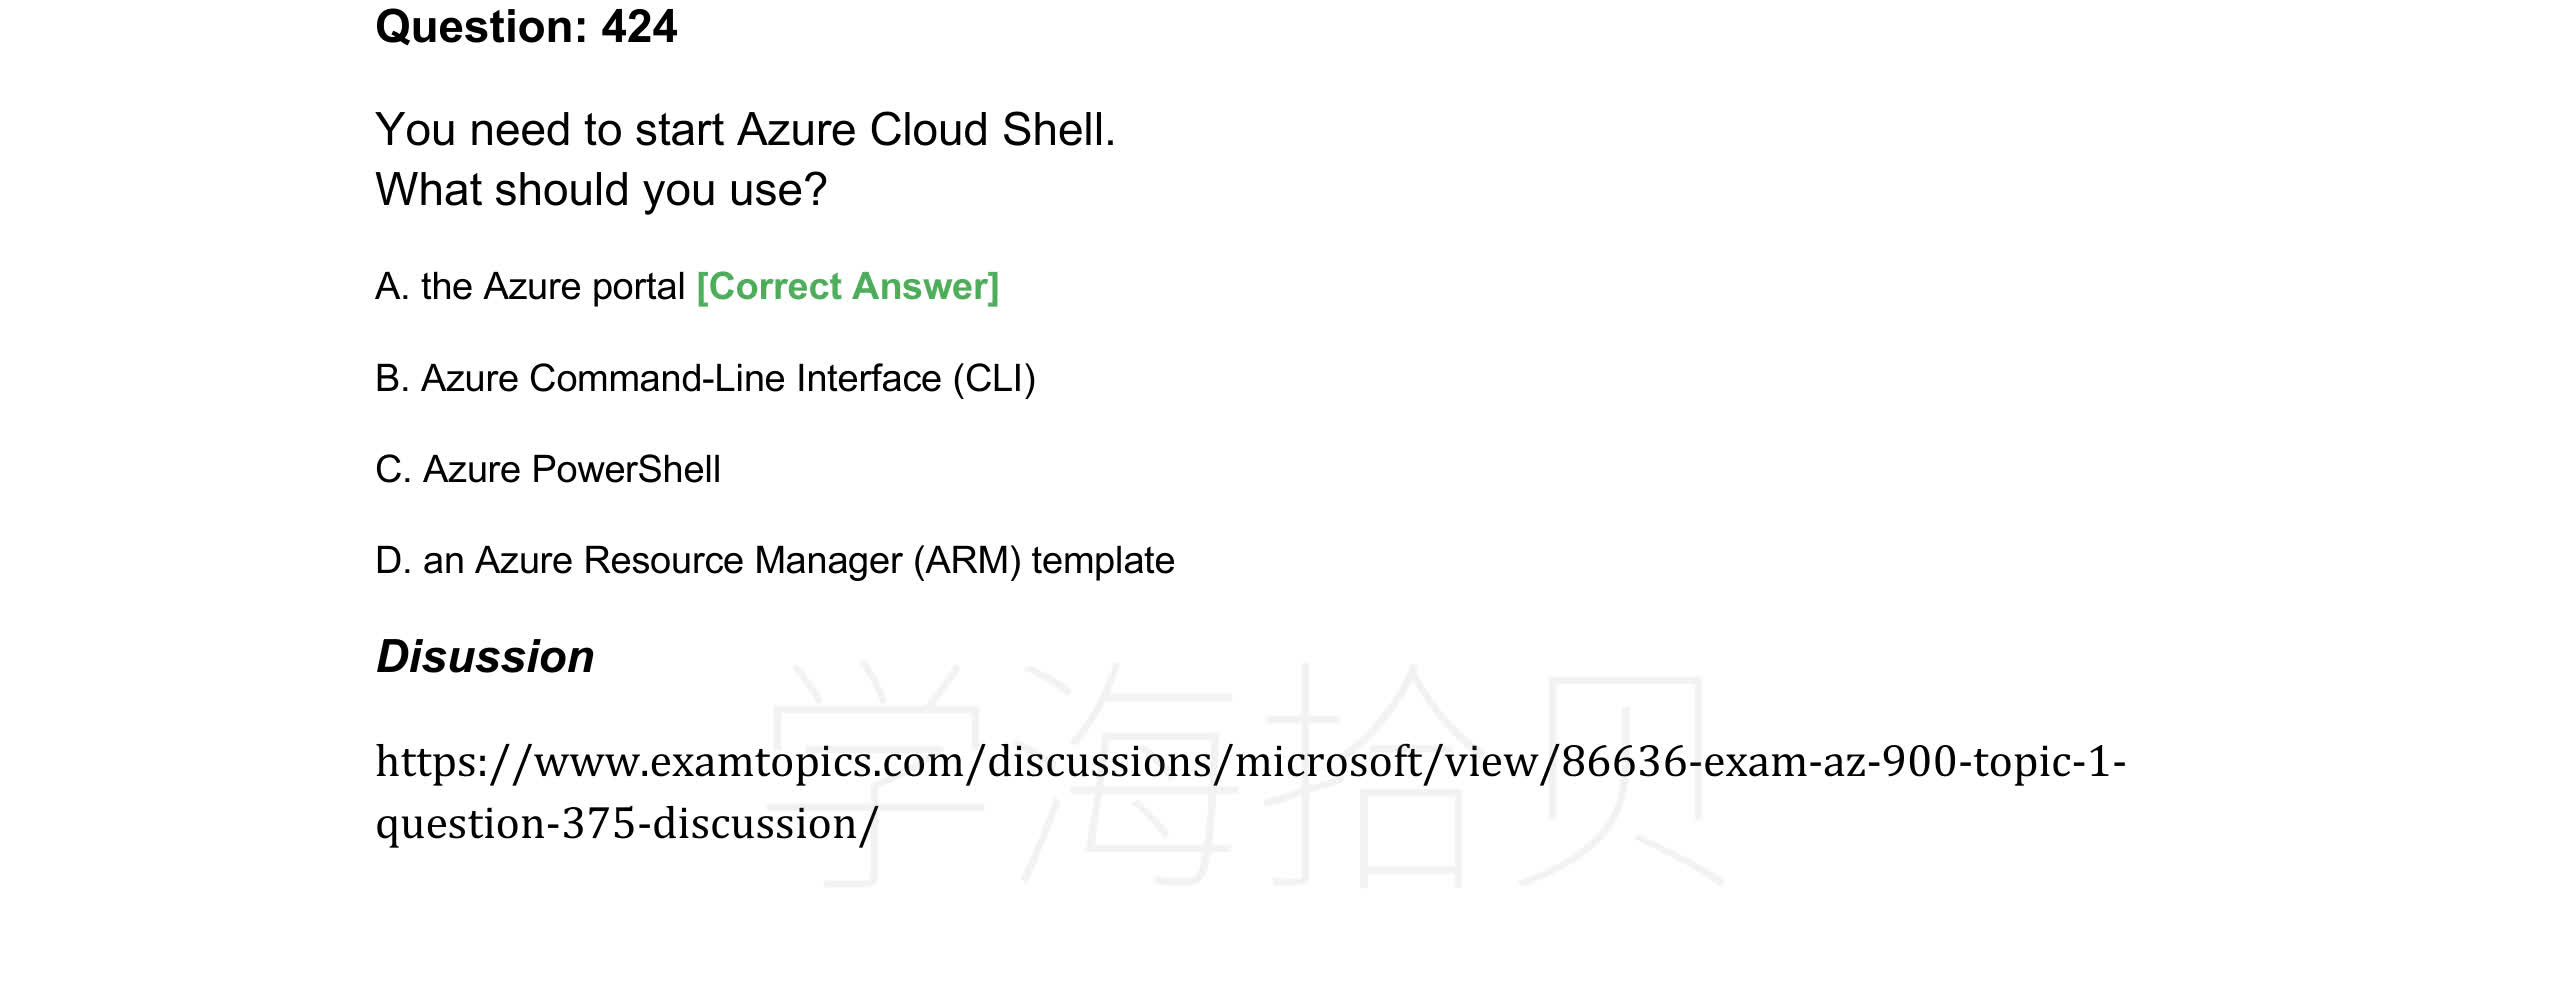 Question: 424
You need to start Azure Cloud Shell.
What should you use?
A. the Azure portal [Correct Answer]
B. Azure Command-Line Interface (CLI)
C. Azure PowerShell
D. an Azure Resource Manager (ARM) template
Disussion
学海拾贝
https://www.examtopics.com/discussions/microsoft/view/86636-exam-az-900-topic-1-
question-375-discussion/